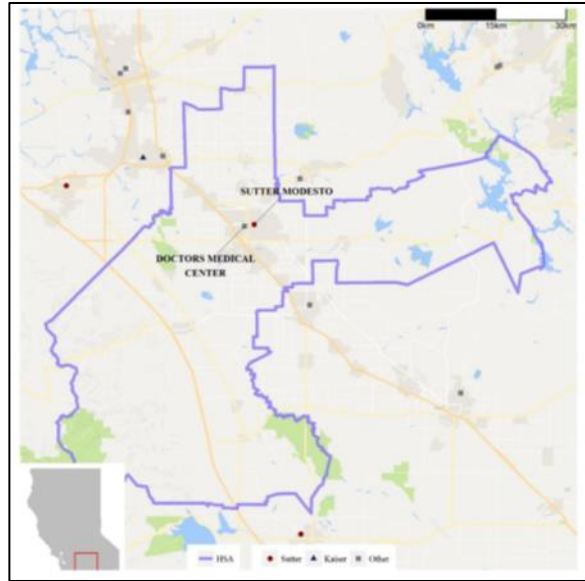 0km 15km 30km
SUTTER MODESTO
DOCTORS MEDICAL
CENTER
HSA Sutter Kaiser Other